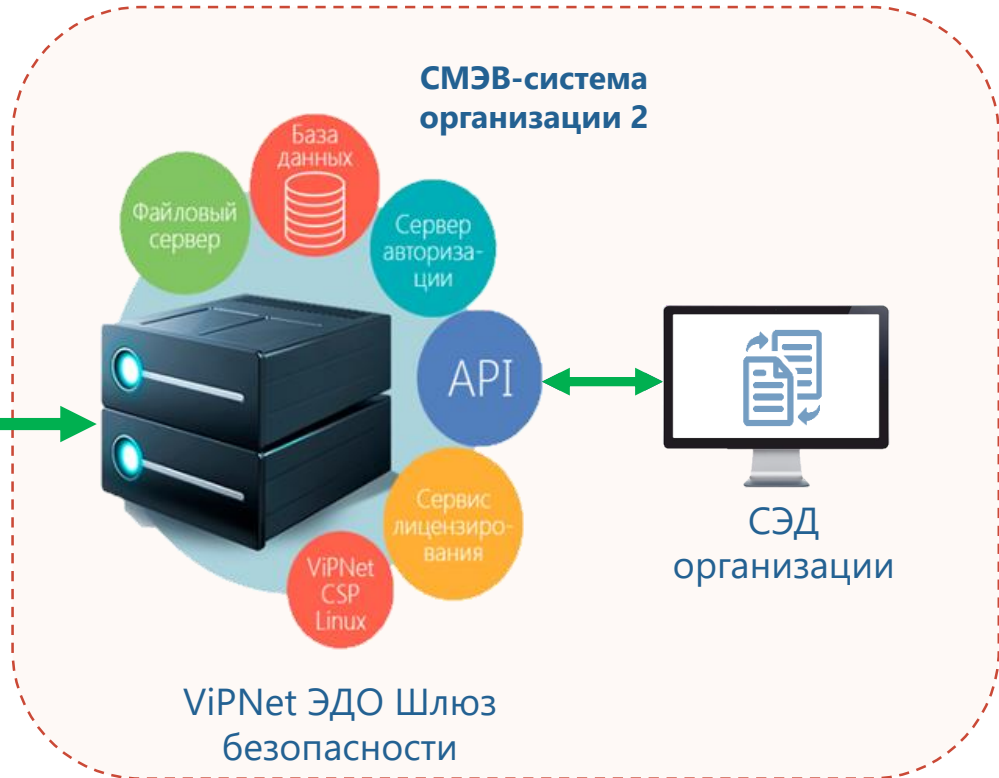 СМЭВ-система
организации 2
База
данных
Файловый
сервер
Сервер
авториза-
ции
API
Сервис
лицензиро-
вания
ViPNet
CSP
Linux
СЭД
организации
ViPNet ЭДО Шлюз
безопасности